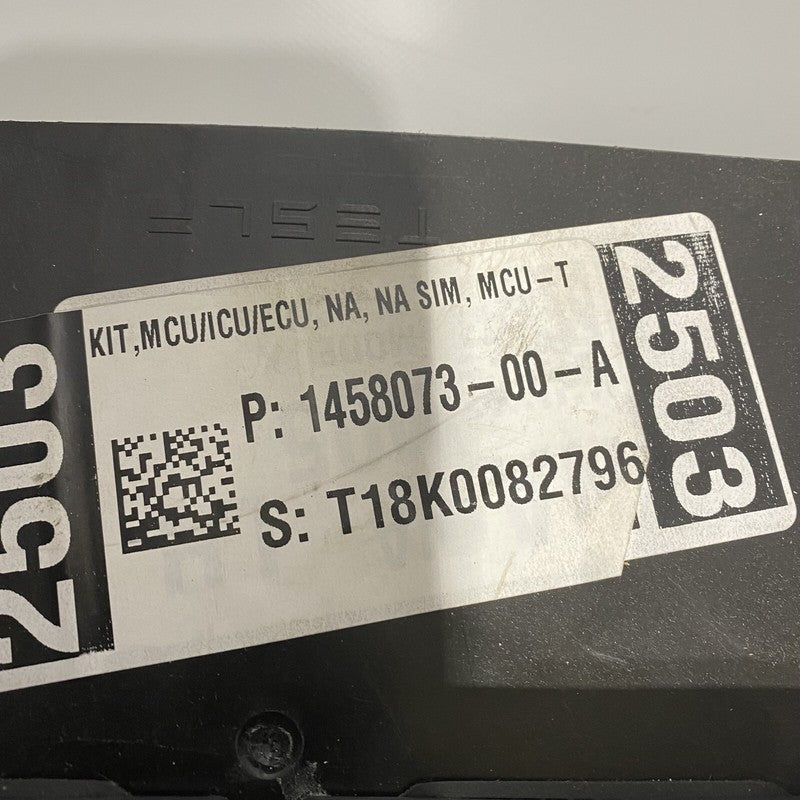 TESLA
KIT,MCU/ICU/ECU, NA, NA SIM, MCU-T
P: 1458073-00-A
S: T18K0082796
2503
2503